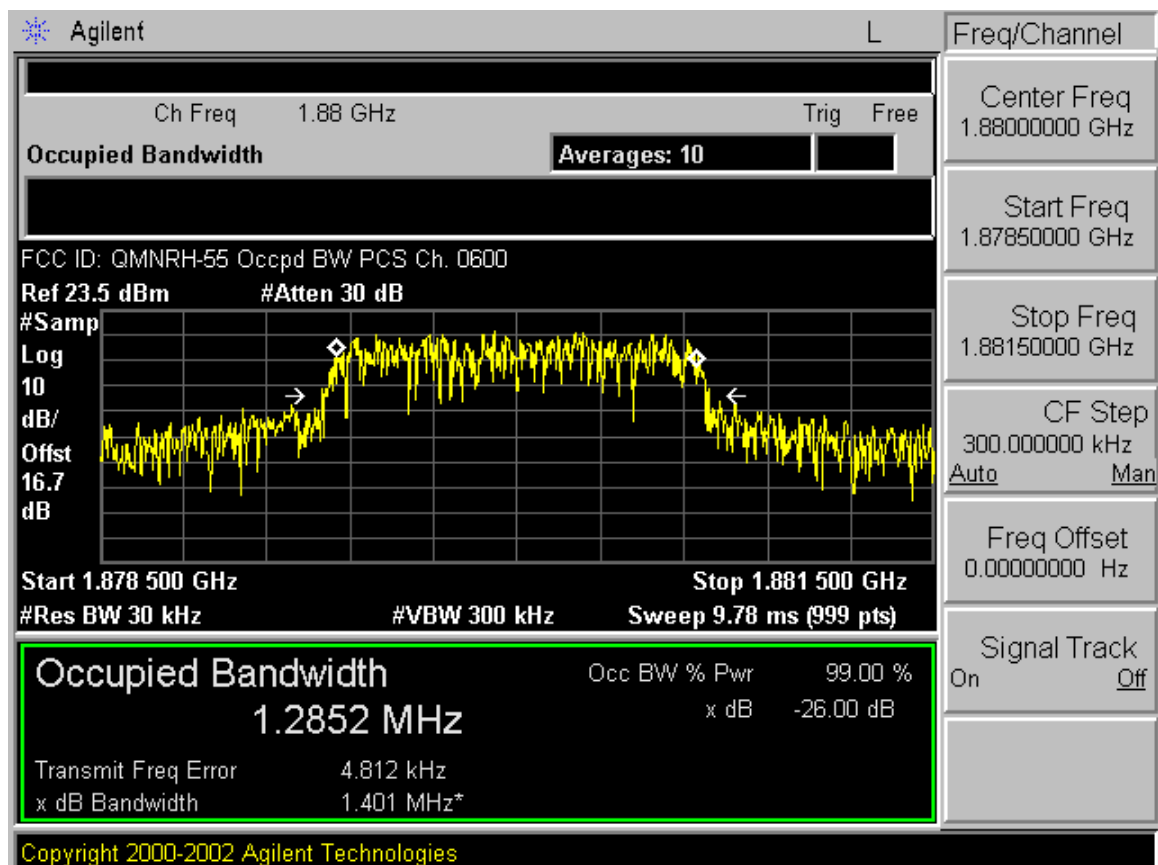 Agilent L
Freq/Channel
Ch Freq 1.88 GHz Trig Free
Occupied Bandwidth Averages: 10
FCC ID: QMNRH-55 Occpd BW PCS Ch. 0600
Ref 23.5 dBm #Atten 30 dB
#Samp
Log
10
dB/
Offst
16.7
dB
Start 1.878 500 GHz Stop 1.881 500 GHz
#Res BW 30 kHz #VBW 300 kHz Sweep 9.78 ms (999 pts)
Occupied Bandwidth Occ BW % Pwr 99.00 %
1.2852 MHz x dB -26.00 dB
Transmit Freq Error 4.812 kHz
x dB Bandwidth 1.401 MHz*
Center Freq
1.88000000 GHz
Start Freq
1.87850000 GHz
Stop Freq
1.88150000 GHz
CF Step
300.000000 kHz
Auto Man
Freq Offset
0.00000000 Hz
Signal Track
On Off
Copyright 2000-2002 Agilent Technologies